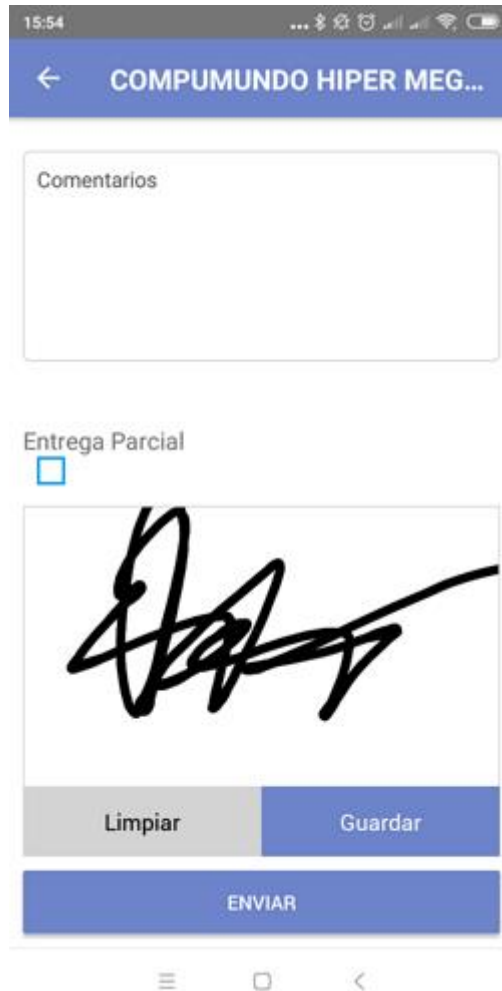 15:54
COMPUMUNDO HIPER MEG...
Comentarios
Entrega Parcial
Limpiar
Guardar
ENVIAR